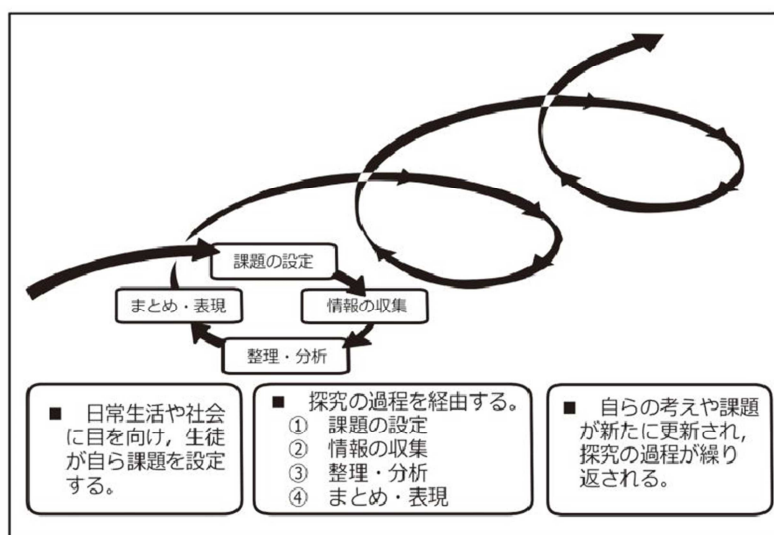 課題の設定
まとめ・表現
情報の収集
整理・分析
■ 日常生活や社会
に目を向け，生徒
が自ら課題を設定
する。
■ 探究の過程を経由する。
① 課題の設定
② 情報の収集
③ 整理・分析
④ まとめ・表現
■ 自らの考えや課題
が新たに更新され，
探究の過程が繰り
返される。